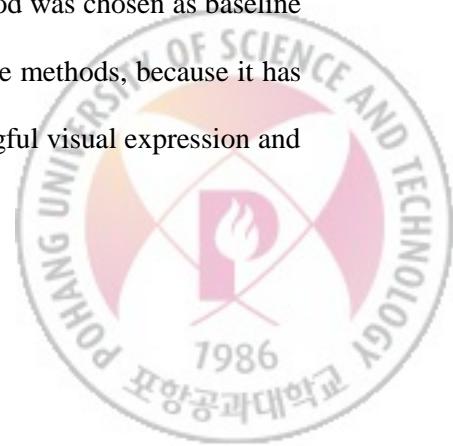 od was chosen as baseline
e methods, because it has
gful visual expression and
POHANG UNIVERSITY OF SCIENCE AND TECHNOLOGY
1986
포항공과대학교